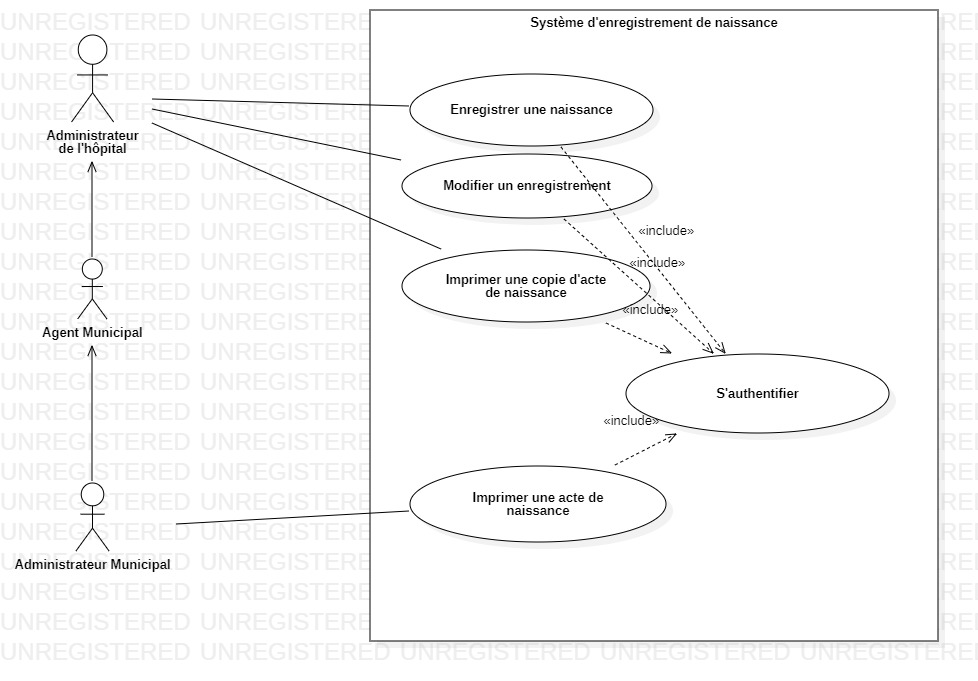 Système d'enregistrement de naissance
Administrateur
de l'hôpital
Enregistrer une naissance
Modifier un enregistrement
«include»
«include»
Imprimer une copie d'acte
de naissance
«include»
Agent Municipal
S'authentifier
«include»
Imprimer une acte de
naissance
Administrateur Municipal
UNREGISTERED UNREGISTERED UNREGISTERED UNREGISTERED UNREGISTERED